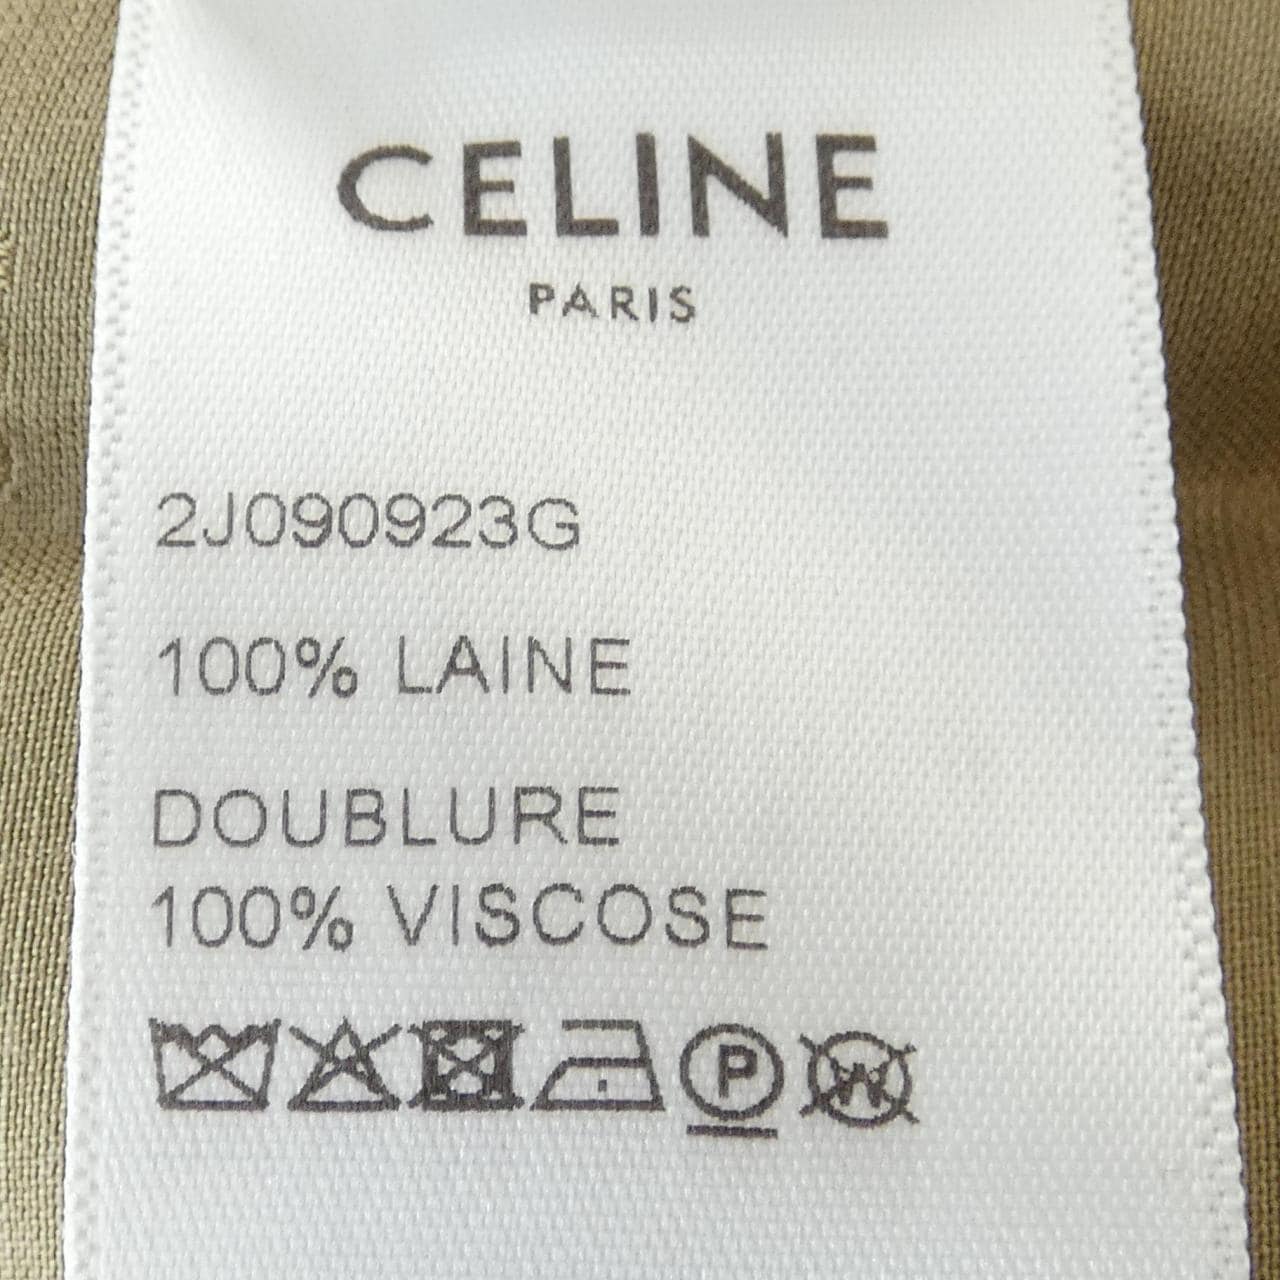 CELINE
PARIS
2J090923G
100% LAINE
DOUBLURE
100% VISCOSE
P W